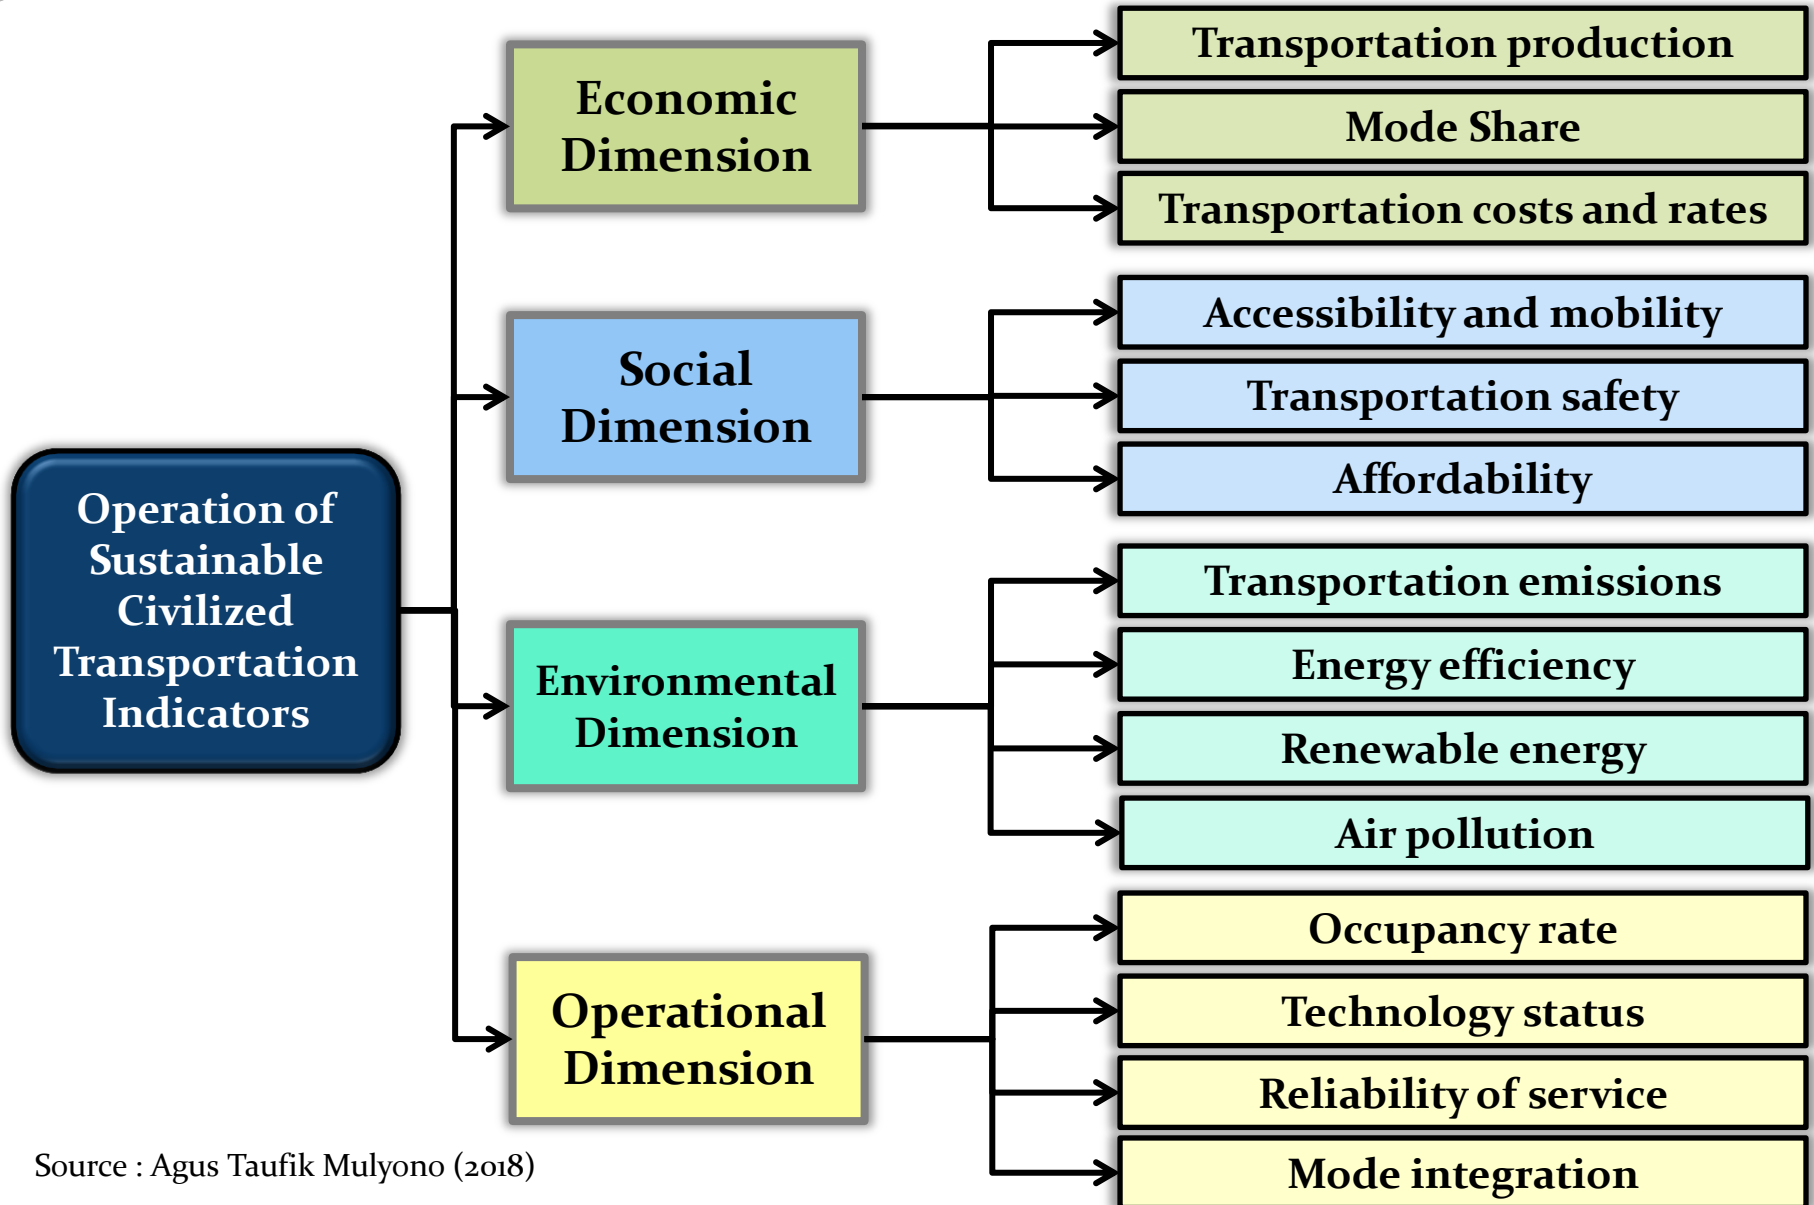 Operation of
Sustainable
Civilized
Transportation
Indicators
Economic
Dimension
Transportation production
Mode Share
Transportation costs and rates
Social
Dimension
Accessibility and mobility
Transportation safety
Affordability
Environmental
Dimension
Transportation emissions
Energy efficiency
Renewable energy
Air pollution
Operational
Dimension
Occupancy rate
Technology status
Reliability of service
Mode integration
Source : Agus Taufik Mulyono (2018)